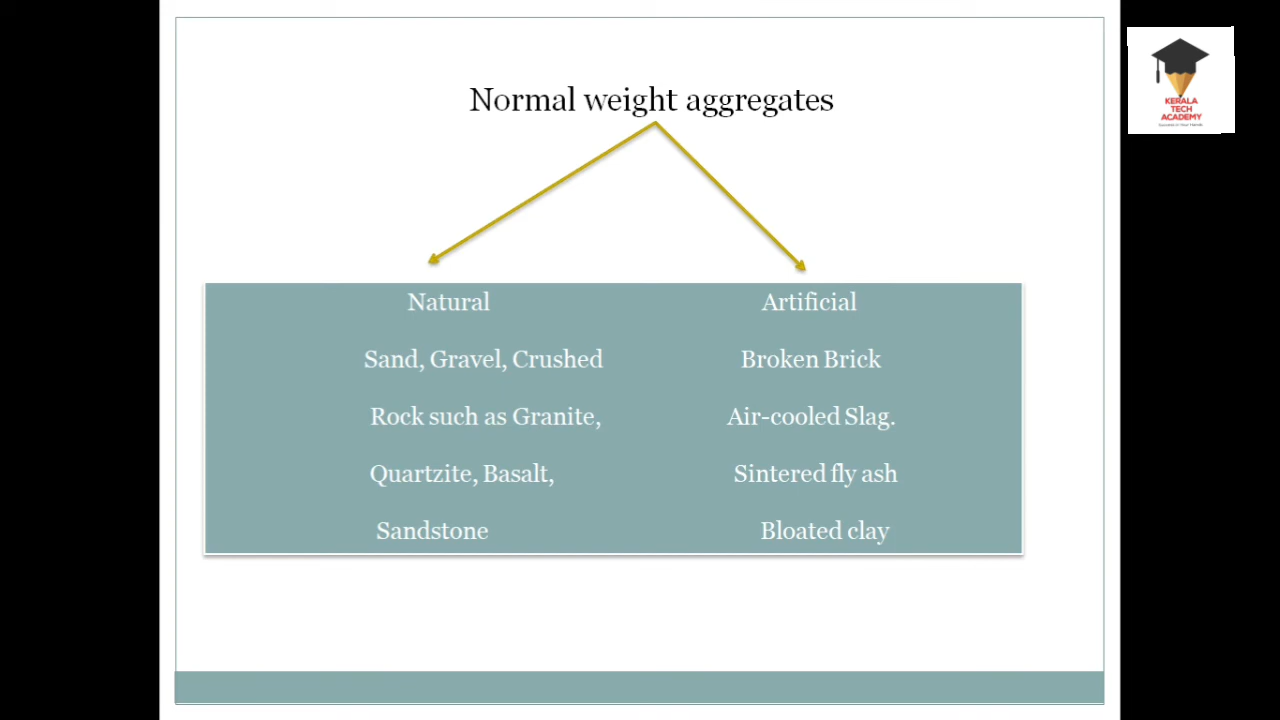 Normal weight aggregates
KERALA
TECH
ACADEMY
Natural Artificial
Sand, Gravel, Crushed Broken Brick
Rock such as Granite, Air-cooled Slag.
Quartzite, Basalt, Sintered fly ash
Sandstone Bloated clay